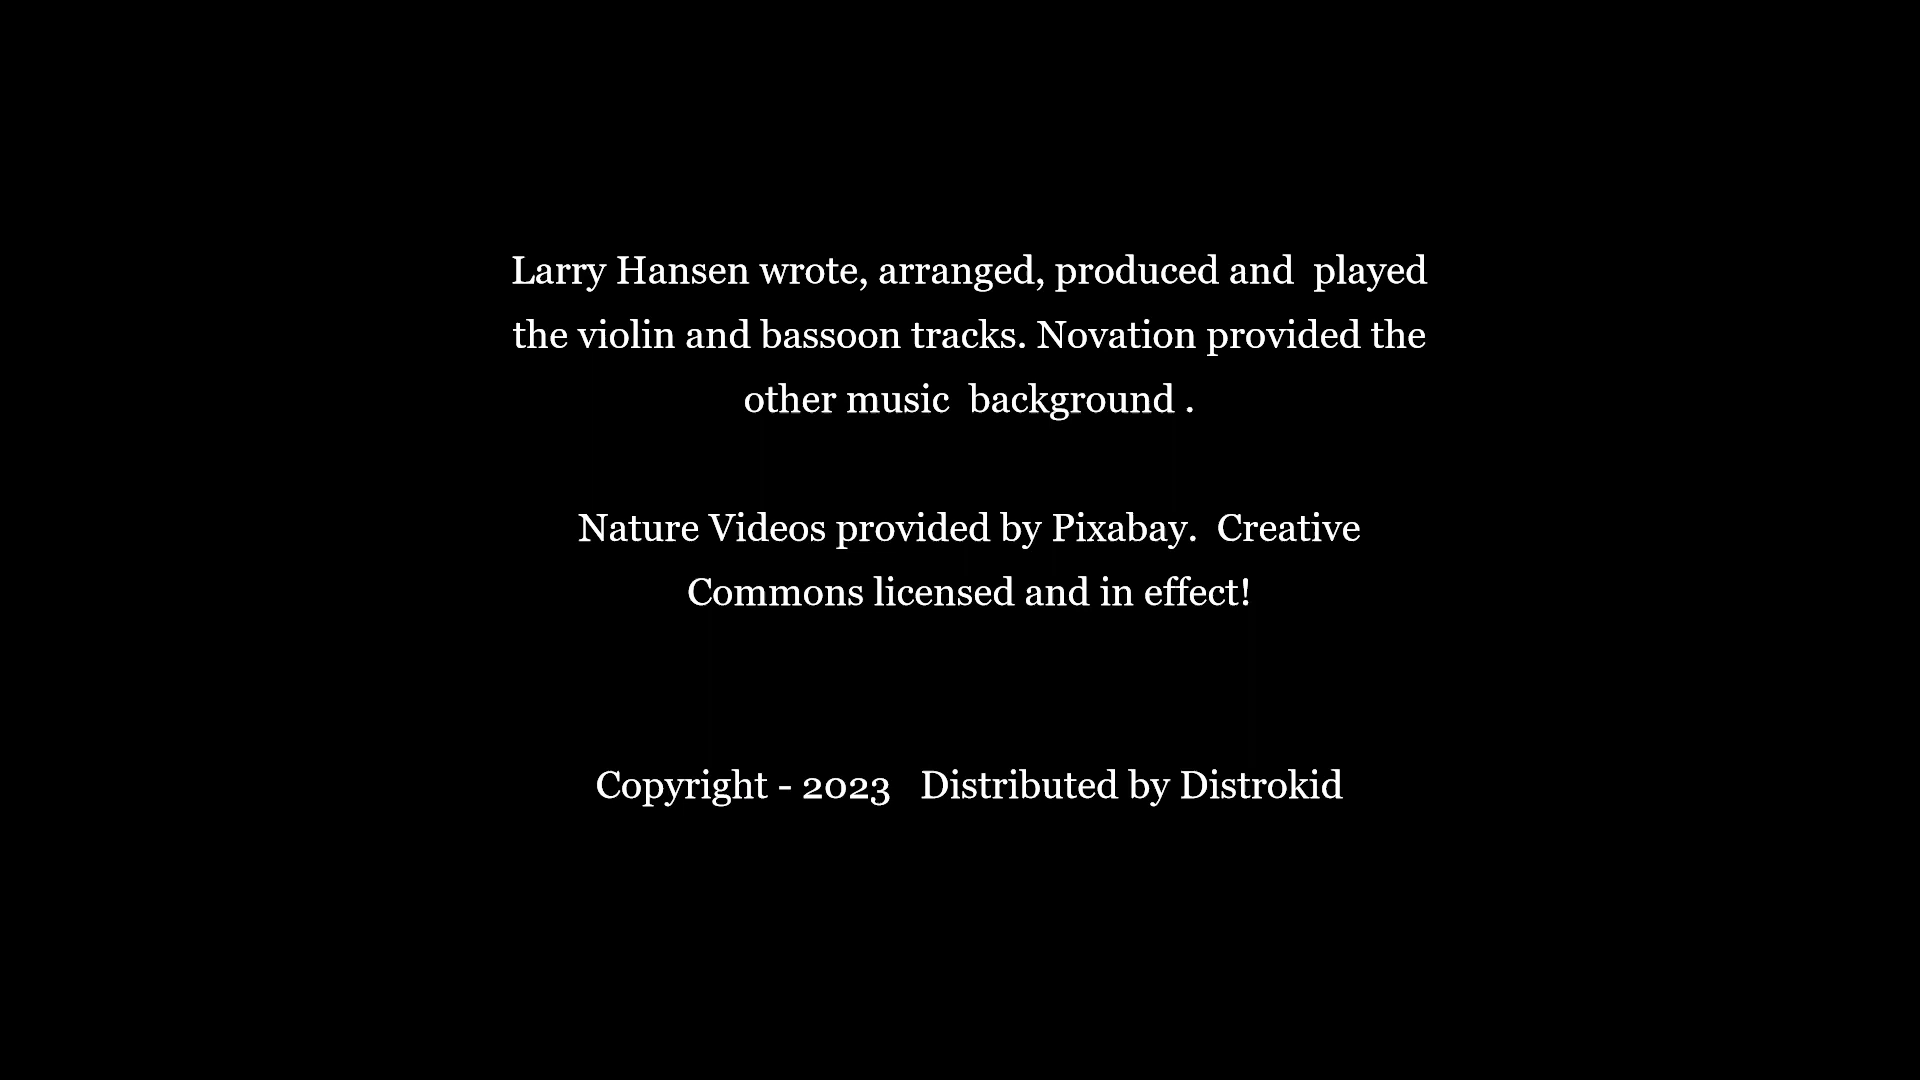 Larry Hansen wrote, arranged, produced and  played
the violin and bassoon tracks. Novation provided the
other music  background .
Nature Videos provided by Pixabay.  Creative
Commons licensed and in effect!
Copyright - 2023   Distributed by Distrokid